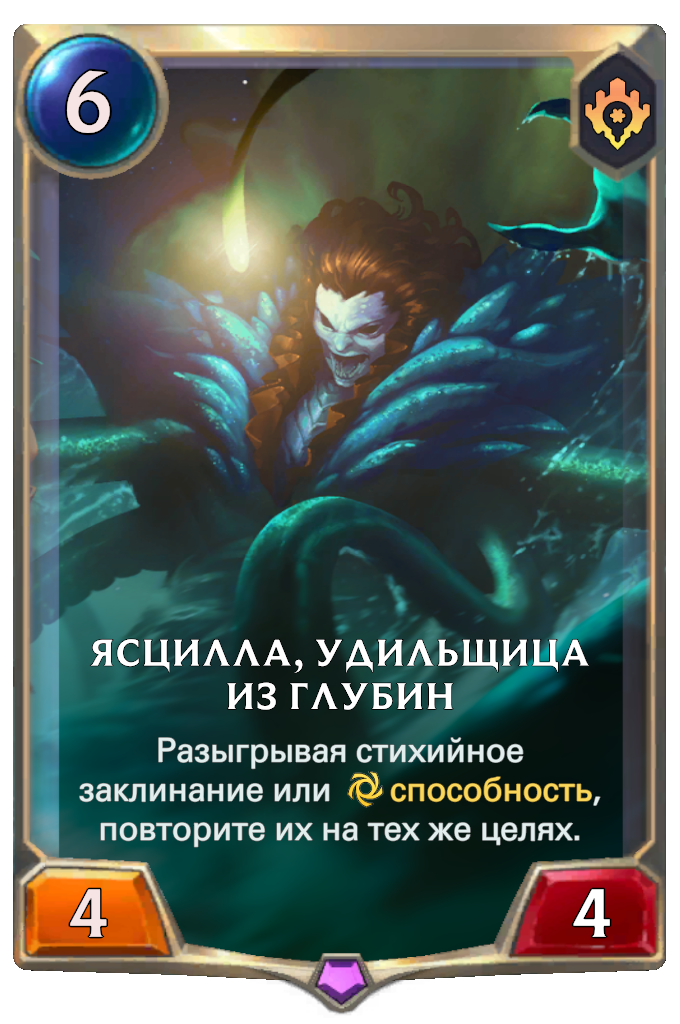 6
ЯСЦИЛЛА, УДИЛЬЩИЦА
ИЗ ГЛУБИН
Разыгрывая стихийное
заклинание или способность,
повторите их на тех же целях.
4
4